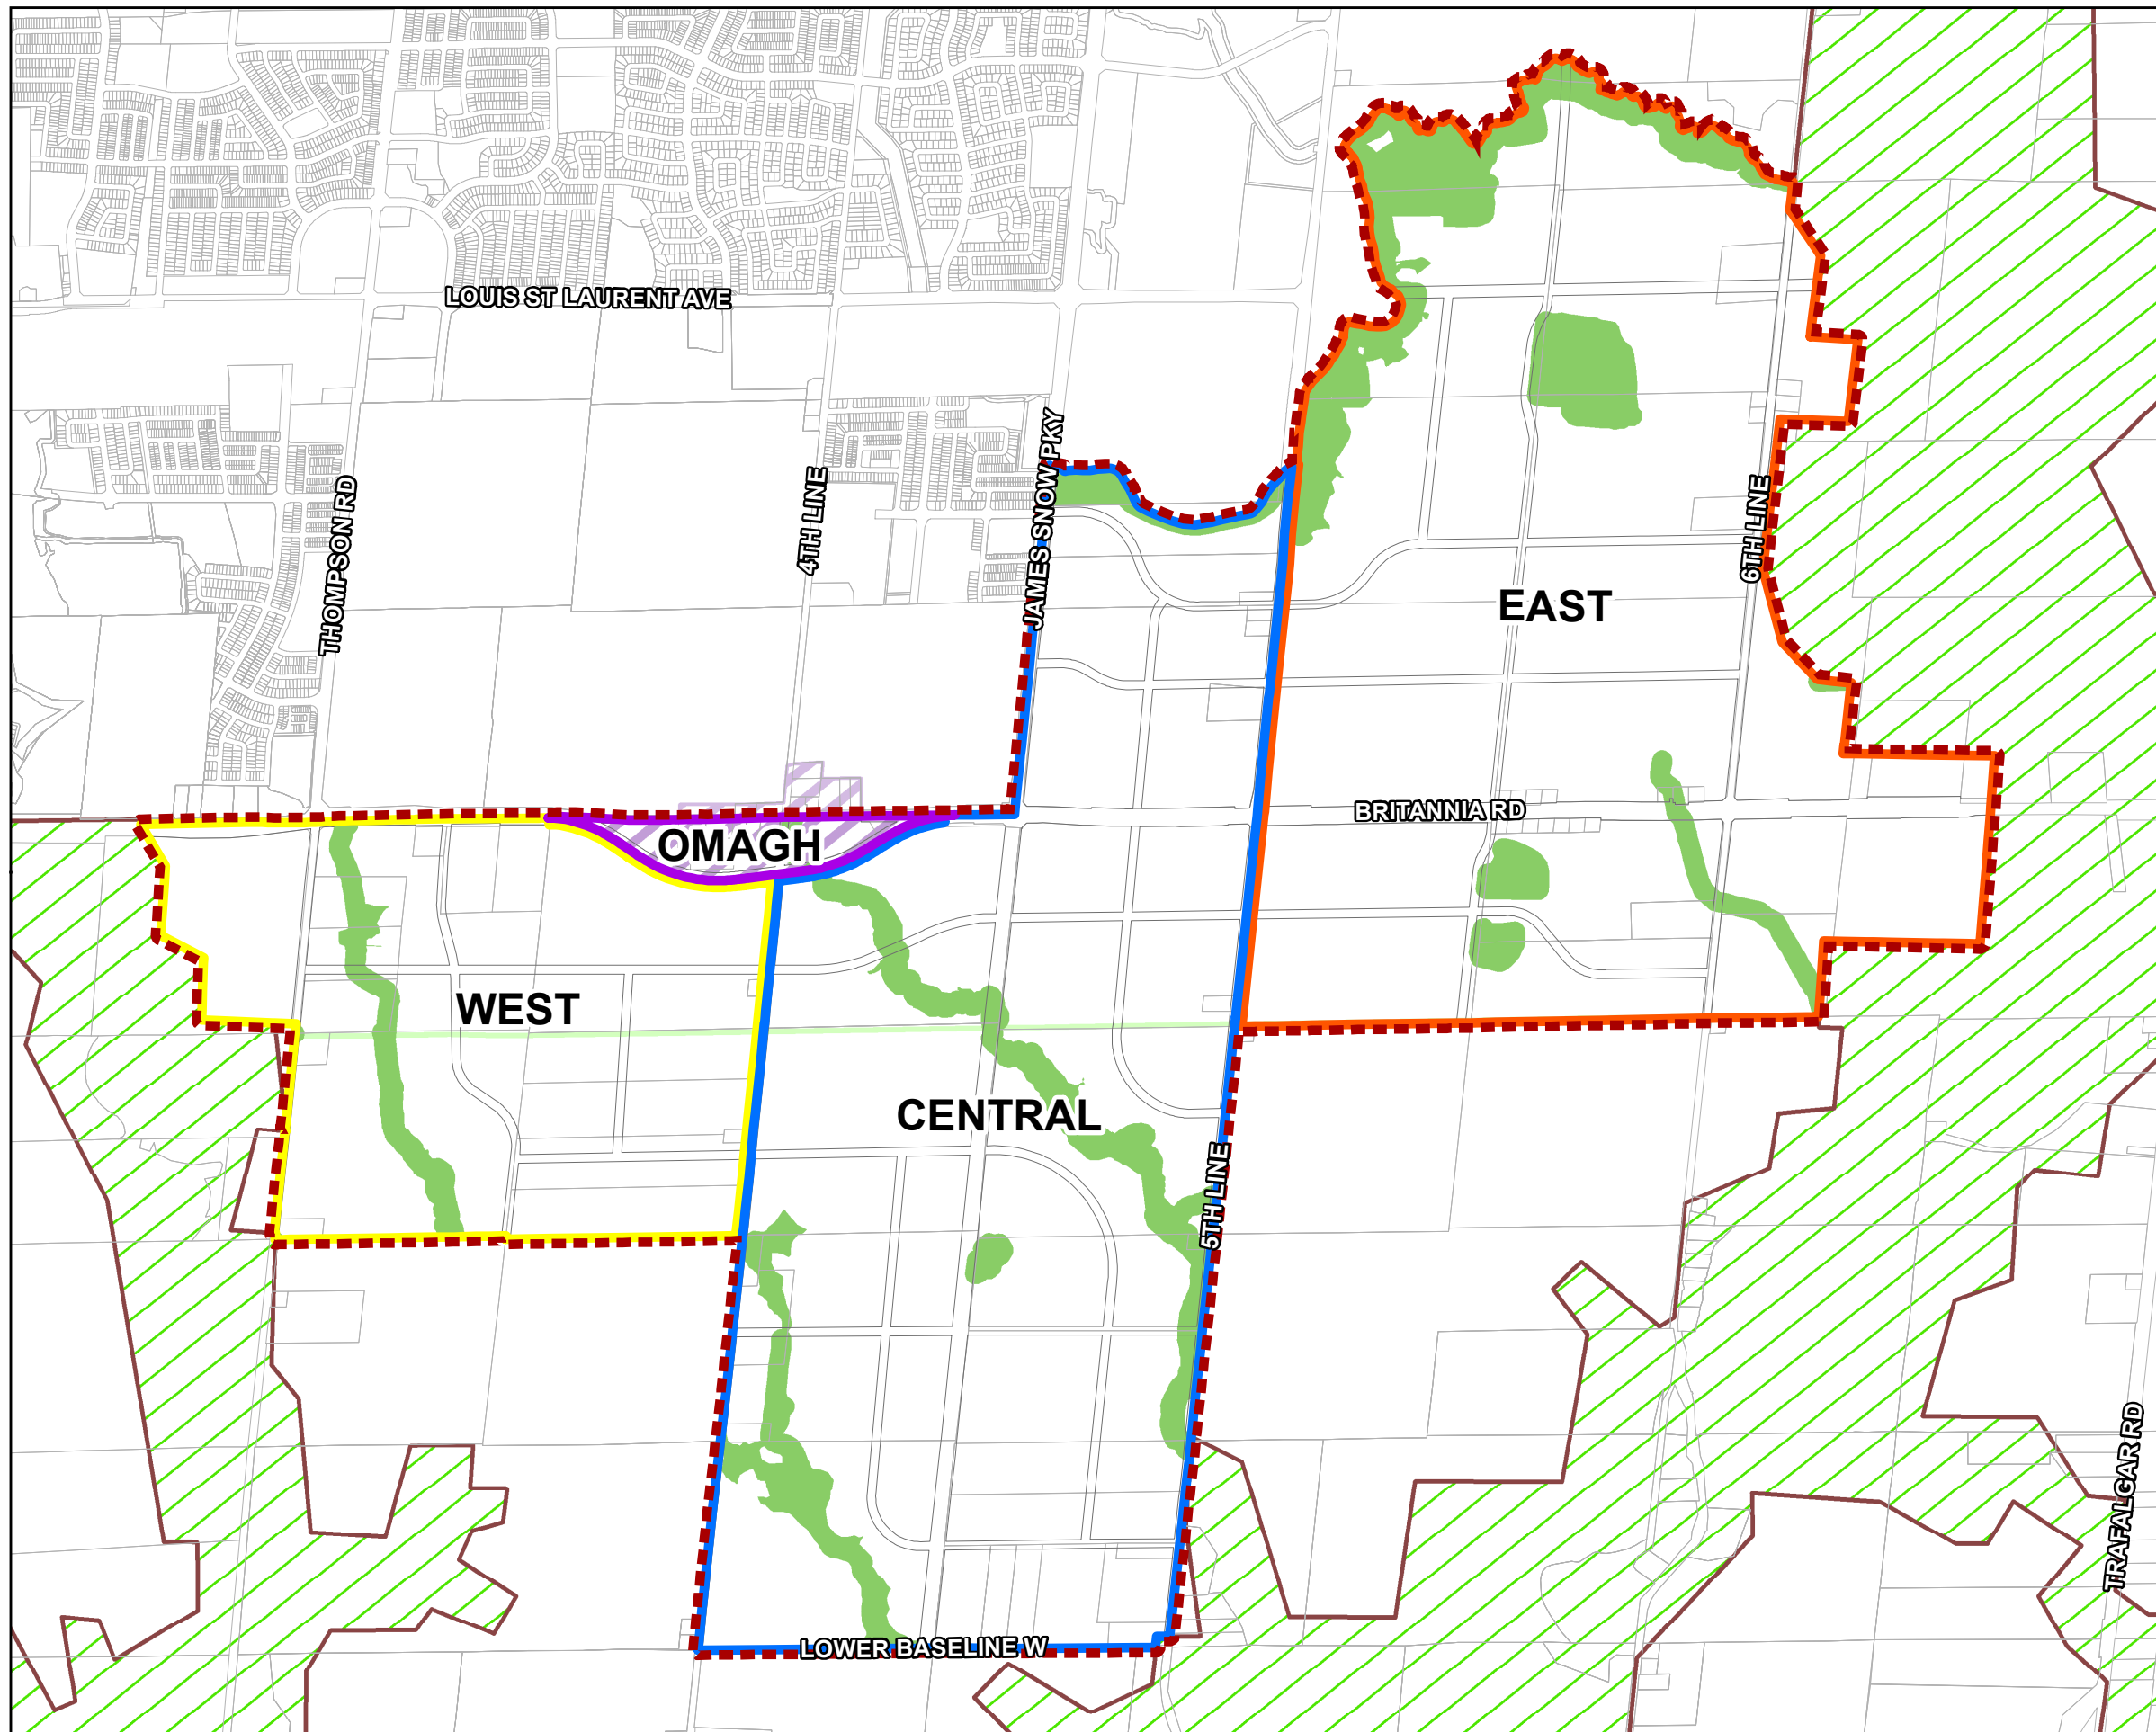 LOUIS ST LAURENT AVE
THOMPSON RD
4TH LINE
JAMES SNOW PKY
6TH LINE
EAST
BRITANNIA RD
OMAGH
WEST
CENTRAL
5TH LINE
TRAFALGAR RD
LOWER BASELINE W